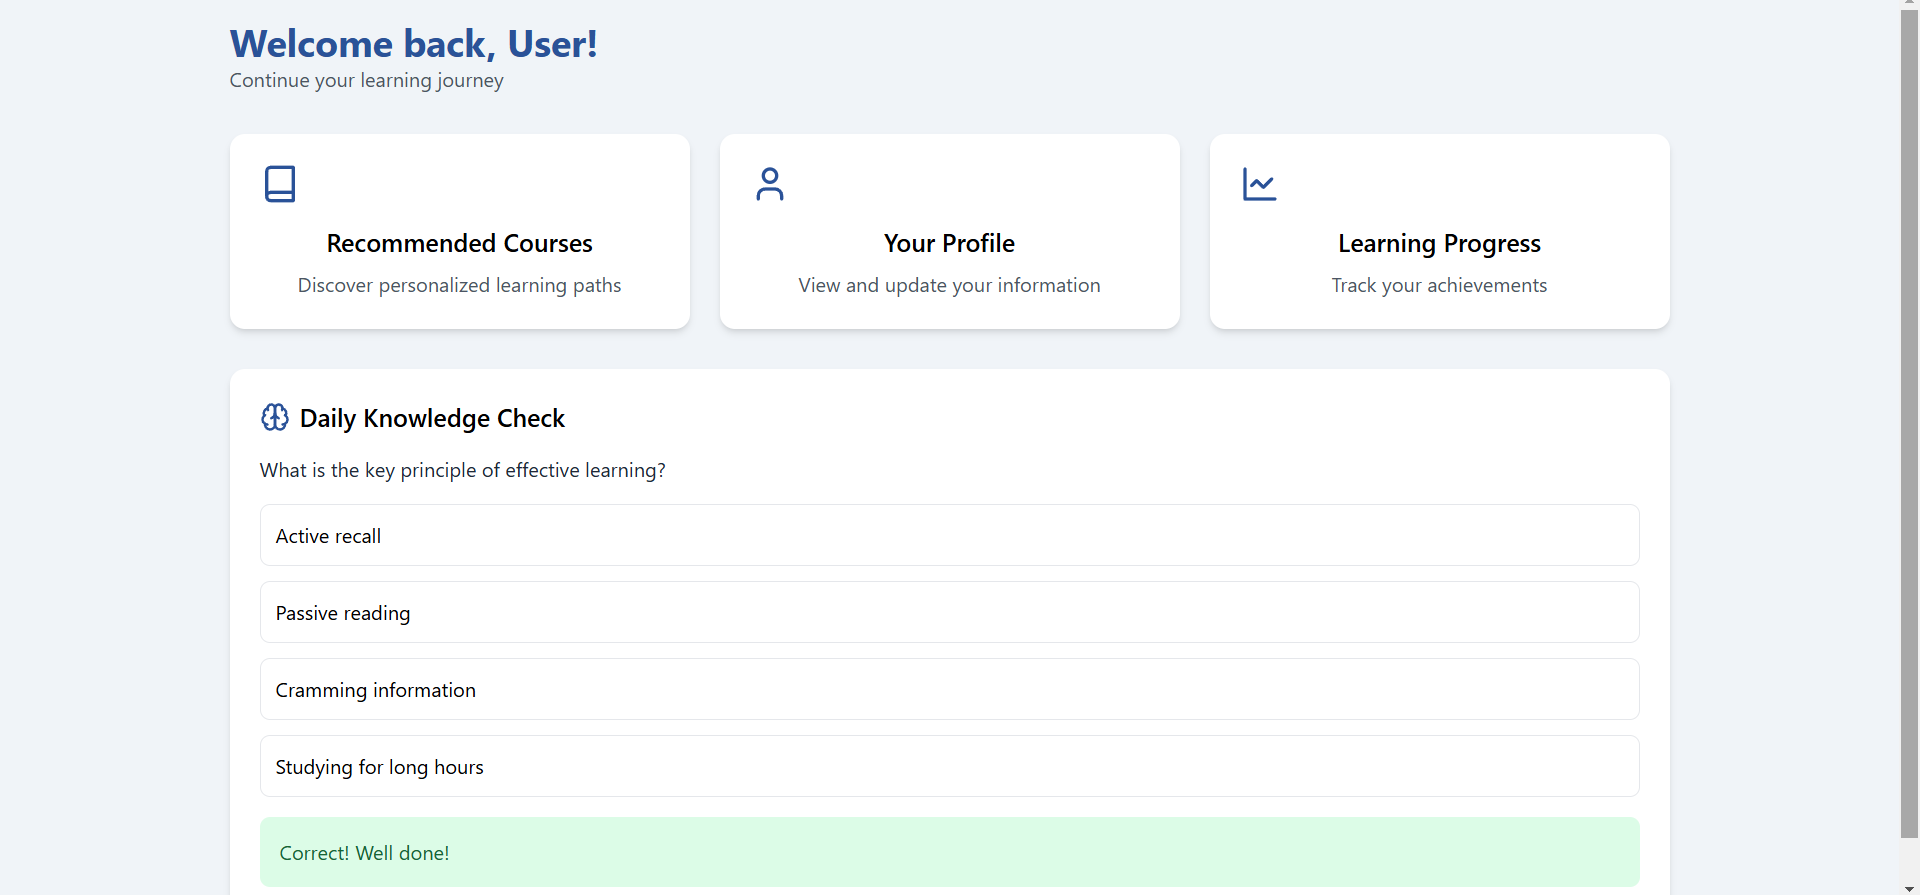 Welcome back, User!
Continue your learning journey
Recommended Courses
Discover personalized learning paths
Your Profile
View and update your information
Learning Progress
Track your achievements
Daily Knowledge Check
What is the key principle of effective learning?
Active recall
Passive reading
Cramming information
Studying for long hours
Correct! Well done!